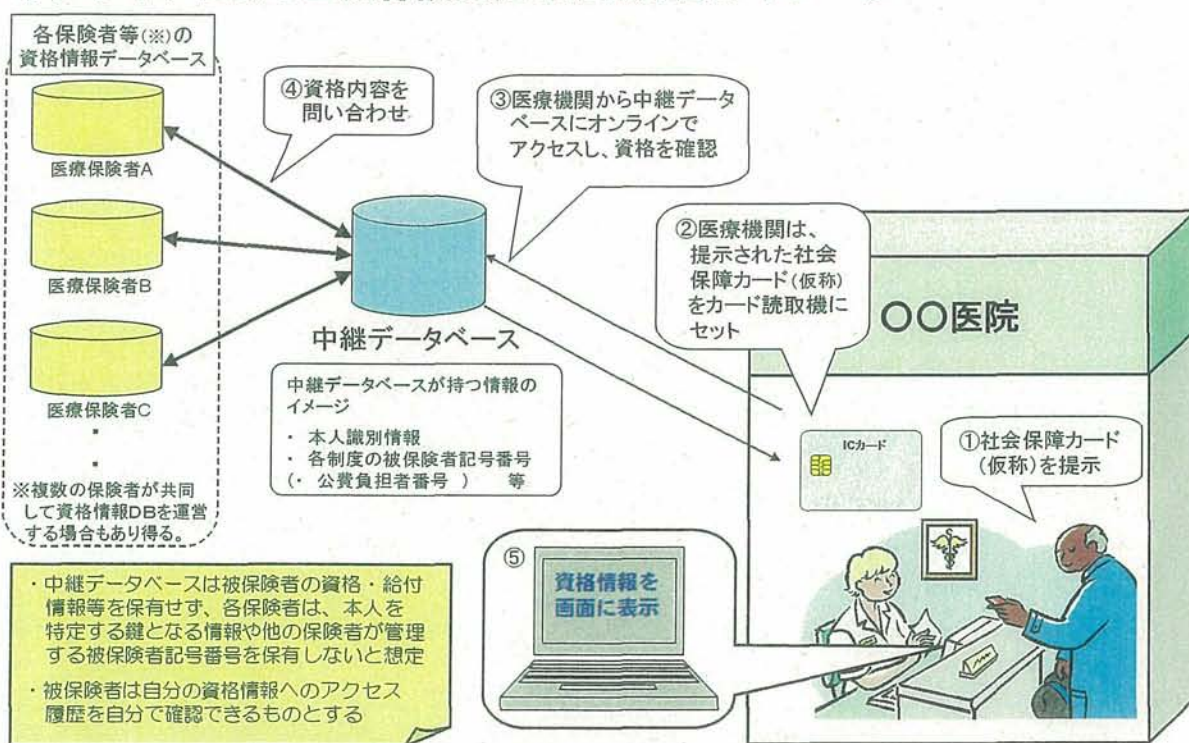 各保険者等(※)の
資格情報データベース
医療保険者A
医療保険者B
医療保険者C
・
・
※複数の保険者が共同
して資格情報DBを運営
する場合もあり得る。
④資格内容を
問い合わせ
③医療機関から中継データ
ベースにオンラインで
アクセスし、資格を確認
②医療機関は、
提示された社会
保障カード(仮称)
をカード読取機に
セット
〇〇医院
中継データベース
中継データベースが持つ情報の
イメージ
・ 本人識別情報
・ 各制度の被保険者記号番号
(・ 公費負担者番号 ) 等
ICカード
①社会保障カード
(仮称)を提示
⑤
資格情報を
画面に表示
・中継データベースは被保険者の資格・給付
情報等を保有せず、各保険者は、本人を
特定する鍵となる情報や他の保険者が管理
する被保険者記号番号を保有しないと想定
・被保険者は自分の資格情報へのアクセス
履歴を自分で確認できるものとする